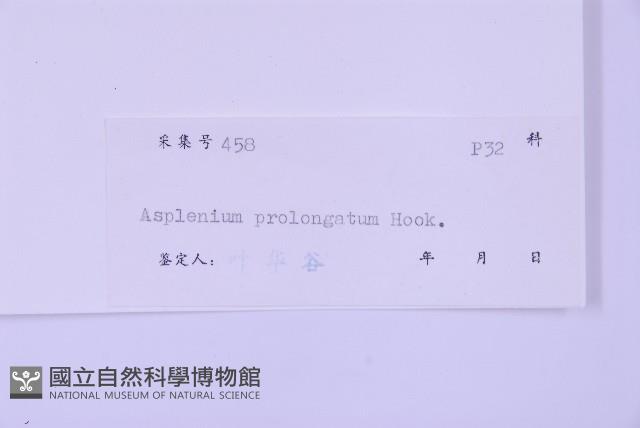 采集号 458 P32 科
Asplenium prolongatum Hook.
鉴定人： 叶华谷 年 月 日
國立自然科學博物館
NATIONAL MUSEUM OF NATURAL SCIENCE